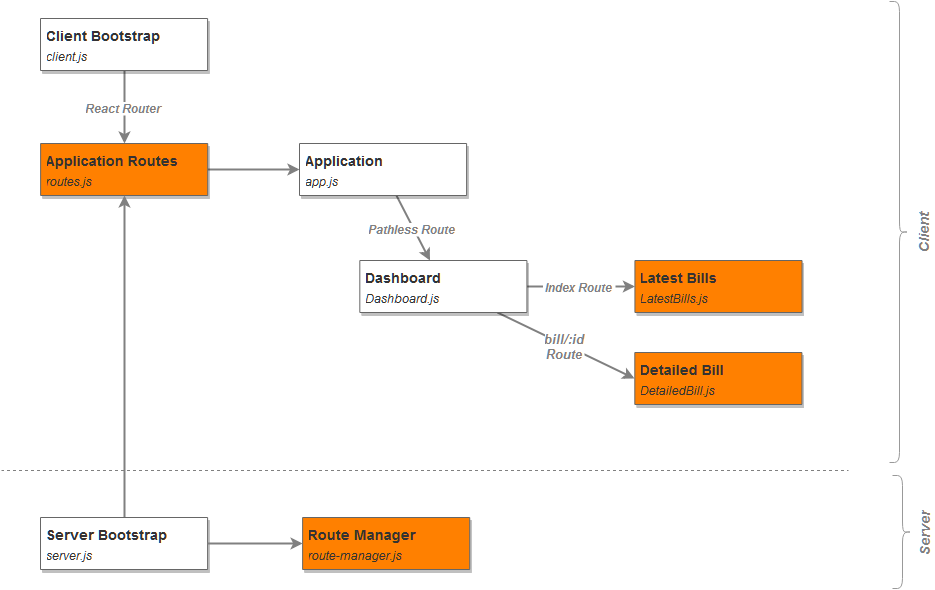 Client Bootstrap
client.js
React Router
Application Routes
routes.js
Application
app.js
Pathless Route
Dashboard
Dashboard.js
Index Route
Latest Bills
LatestBills.js
bill/:id
Route
Detailed Bill
DetailedBill.js
Client
Server Bootstrap
server.js
Route Manager
route-manager.js
Server